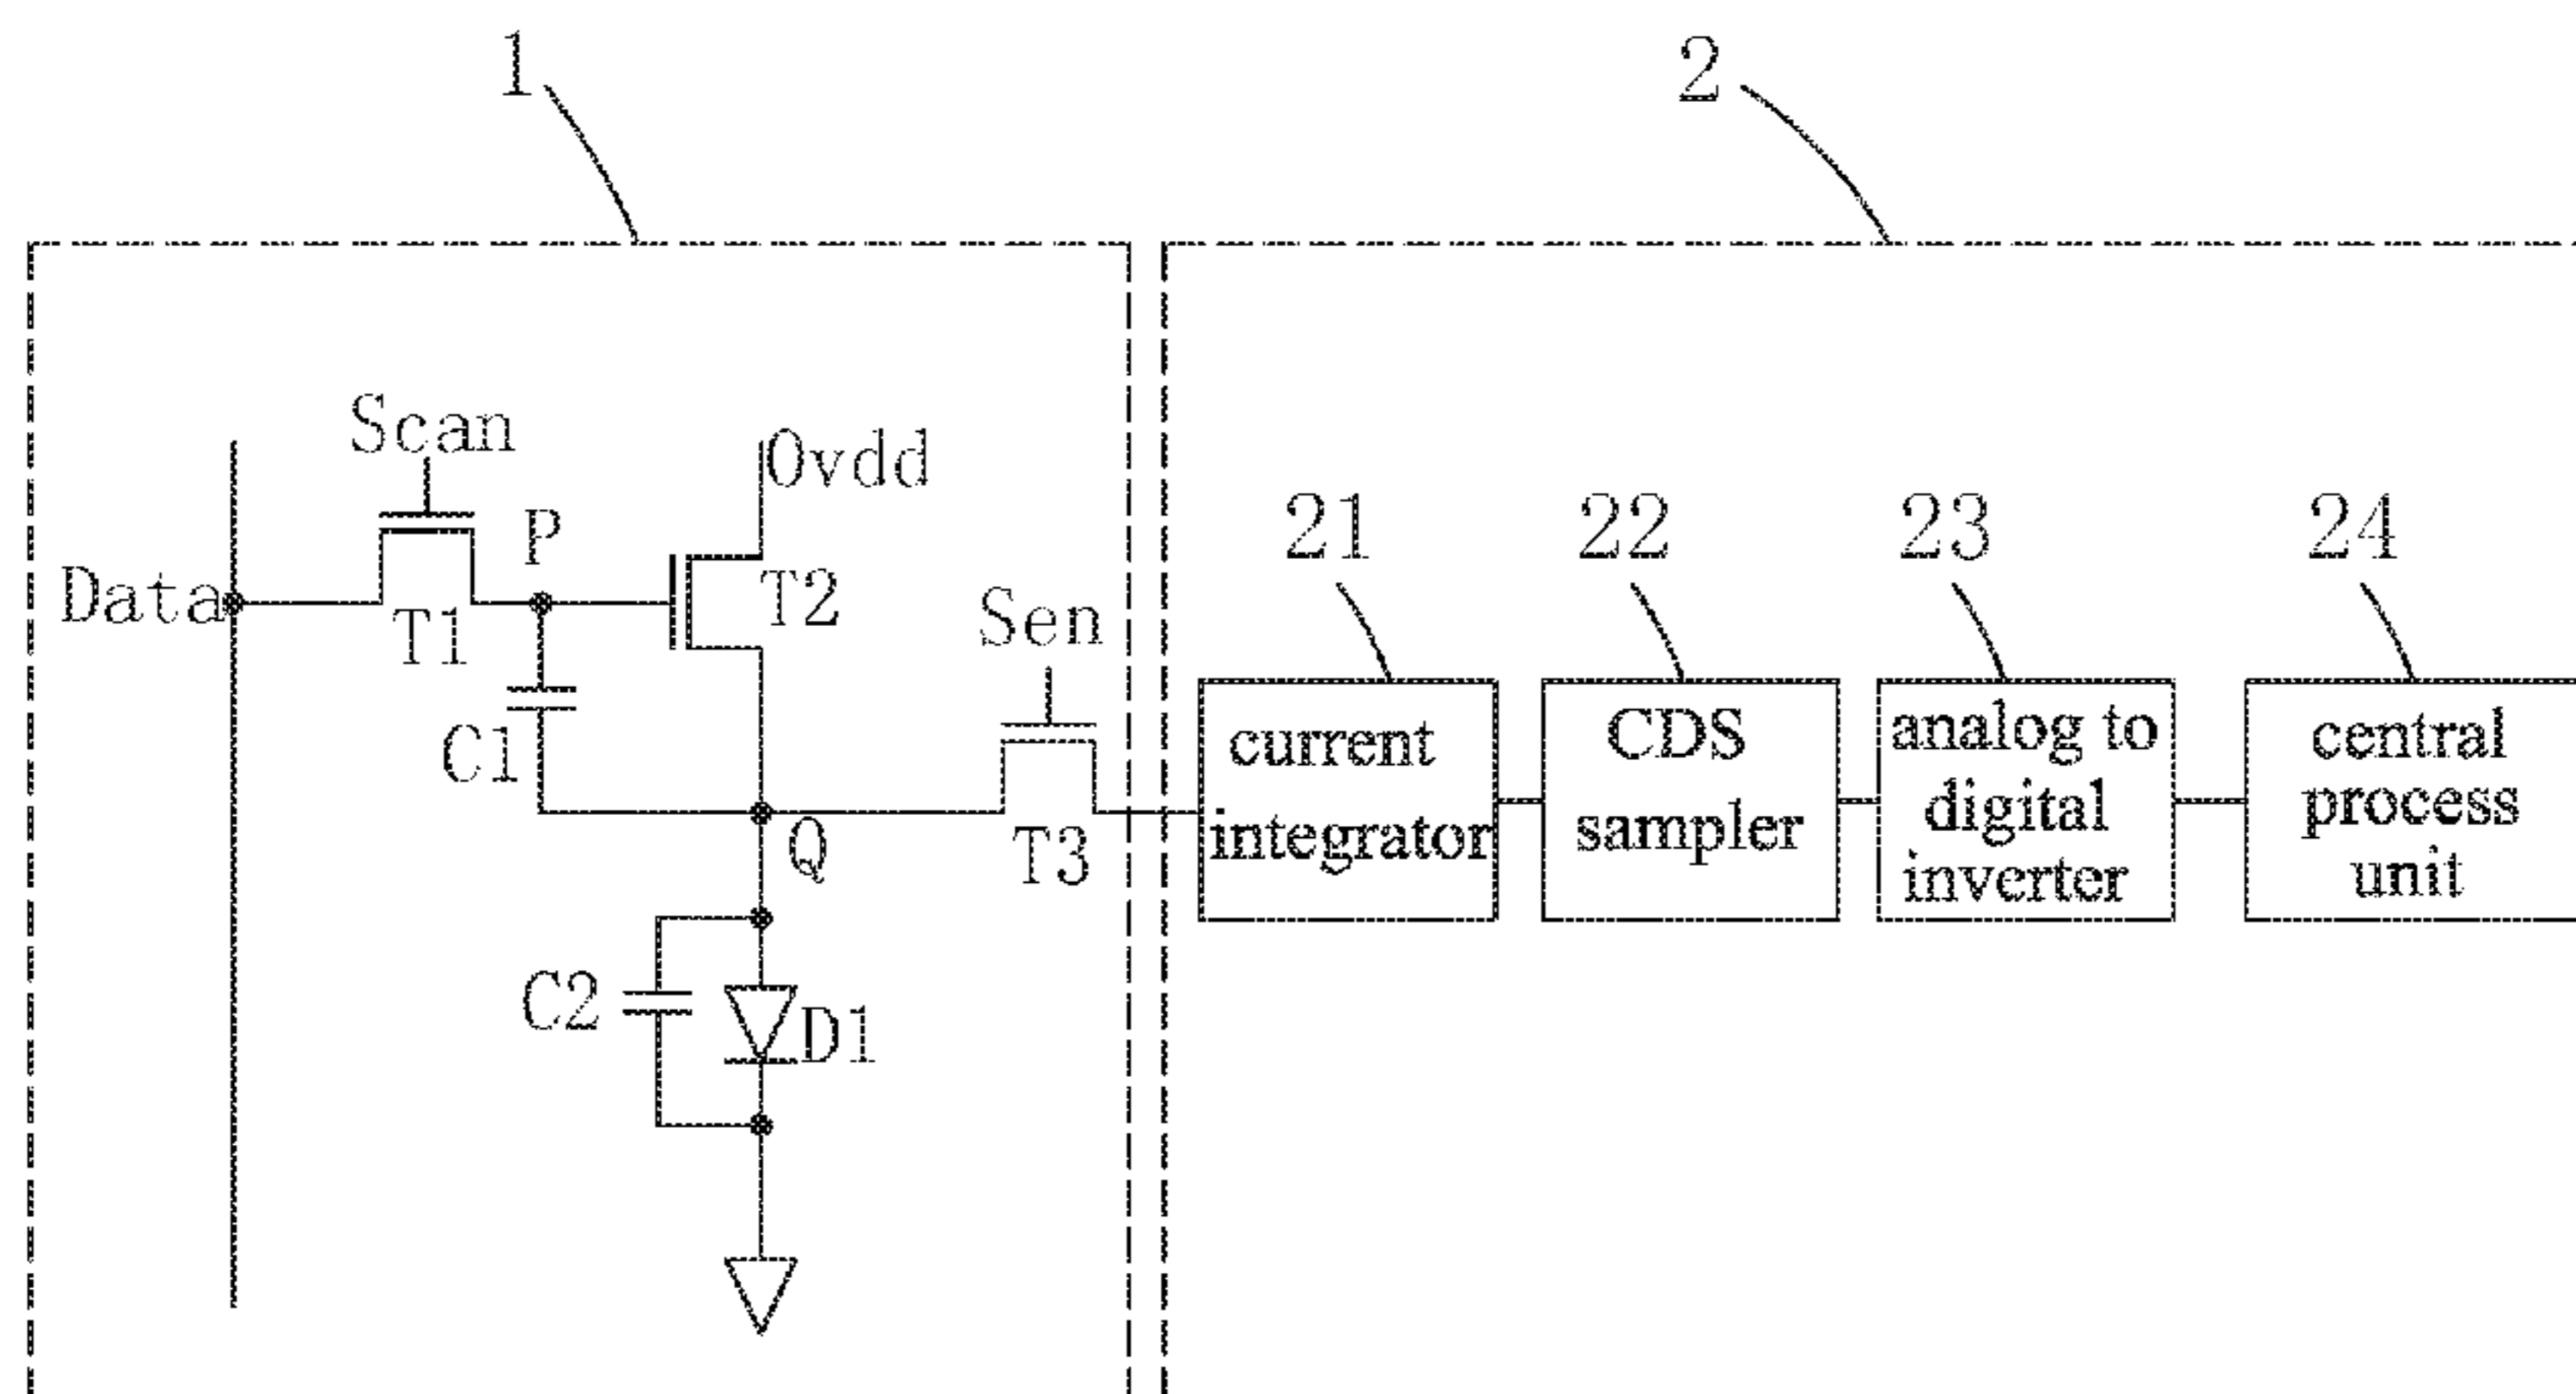 1
2
Scan
Ovdd
P
Data
T1
T2
Sen
C1
Q
T3
C2
D1
21
22
23
24
current
integrator
CDS
sampler
analog to
digital
inverter
central
process
unit